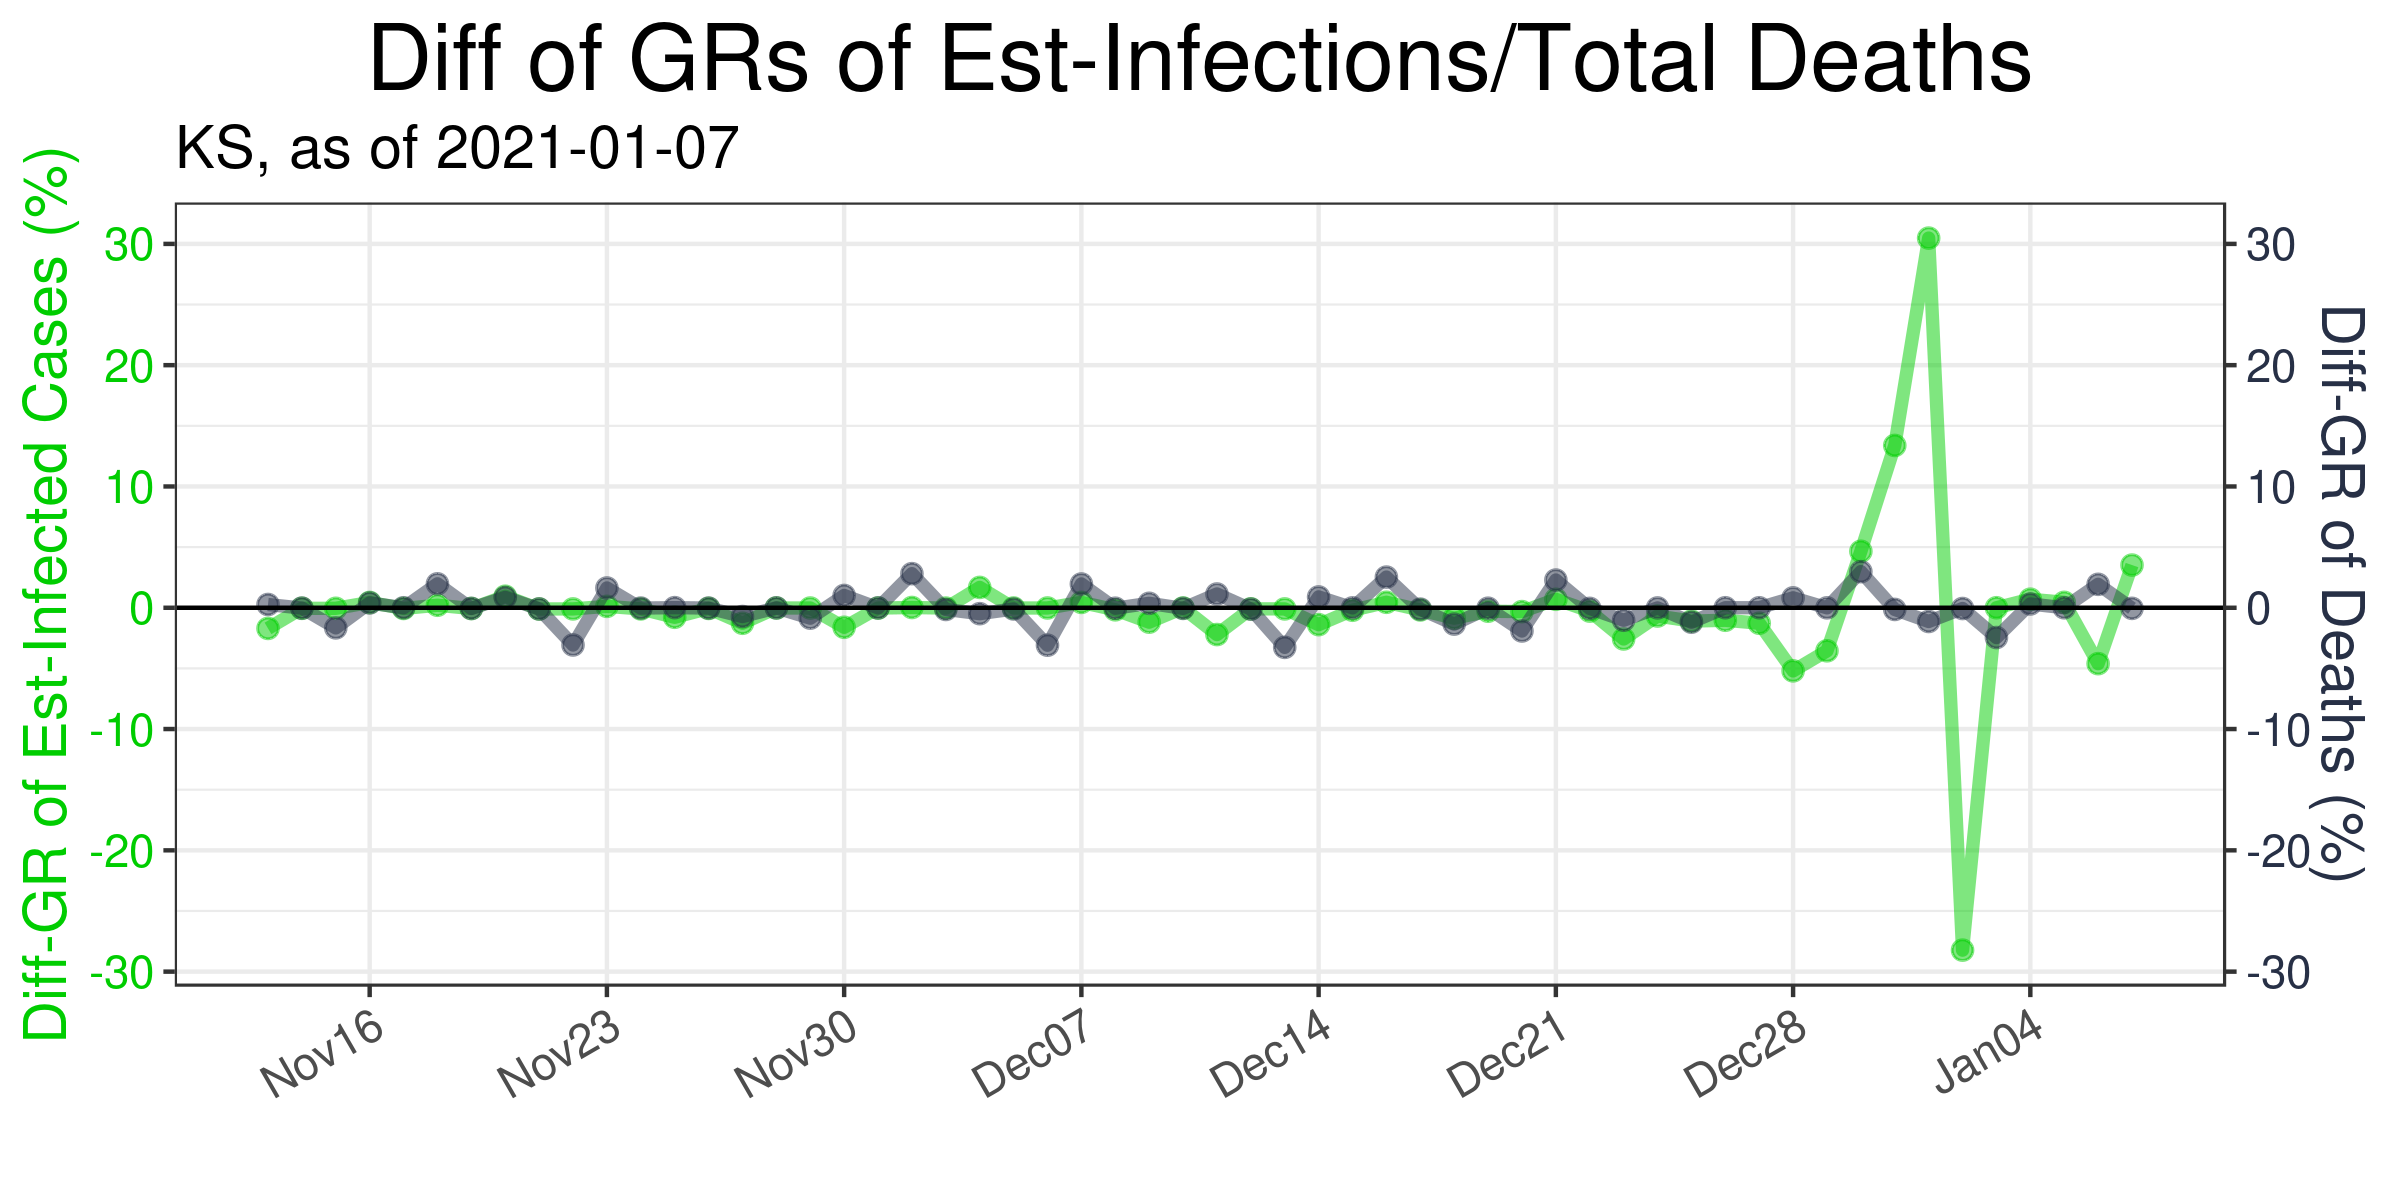 Diff of GRs of Est-Infections/Total Deaths
KS, as of 2021-01-07
Diff-GR of Est-Infected Cases (%)
30
20
10
0
-10
-20
-30
30
20
10
0
-10
-20
-30
Diff-GR of Deaths (%)
Nov16
Nov23
Nov30
Dec07
Dec14
Dec21
Dec28
Jan04